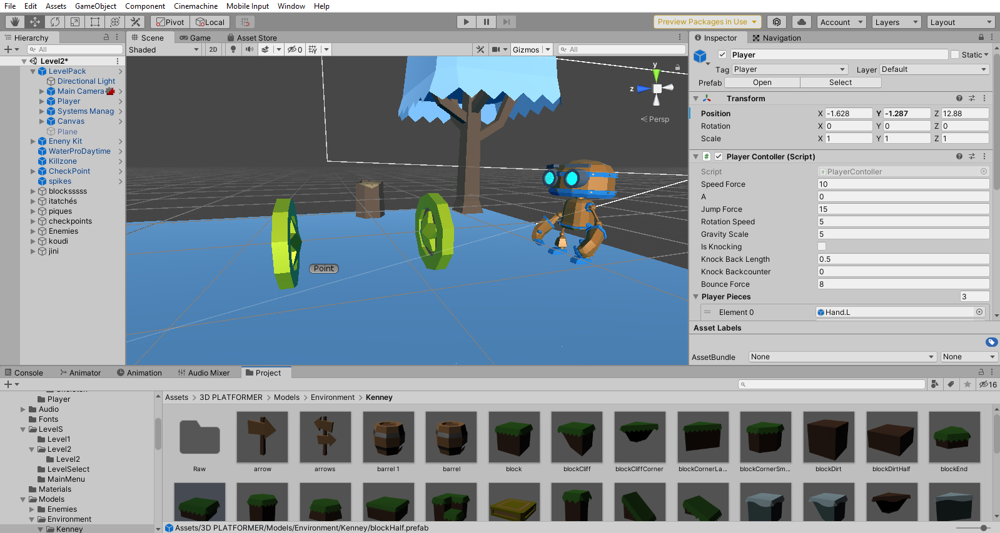 File Edit Assets GameObject Component Environment Cinemachine Mobile Input Window Help
Pivot Local Preview Packages in Use Account Layers Layout
Hierarchy Scene Game Asset Store Inspector Navigation
All Shaded 2D 0 Gizmos All
Level2*
LevelPack
Directional Light
Main Camera
Player
Systems Manag
Canvas
Plane
Eneny Kit
WaterProDaytime
Killzone
CheckPoint
spikes
blocksssss
itatchés
piques
checkpoints
Enemies
koudi
jini
y
z
Persp
Point
Player Static
Tag Player Layer Default
Prefab Open Select
Transform
Position X -1.628 Y -1.287 Z 12.88
Rotation X 0 Y 0 Z 0
Scale X 1 Y 1 Z 1
# Player Contoller (Script)
Script # PlayerContoller
Speed Force 10
A 0
Jump Force 15
Rotation Speed 5
Gravity Scale 5
Is Knocking
Knock Back Length 0.5
Knock Backcounter 0
Bounce Force 8
Player Pieces 3
Element 0 Hand.L
Asset Labels
AssetBundle None None
Console Animator Animation Audio Mixer Project
16
Skeleton
Player
Audio
Fonts
LevelS
Level1
Level2
Level2
LevelSelect
MainMenu
Materials
Models
Enemies
Environment
Kenney
Assets > 3D PLATFORMER > Models > Environment > Kenney
Raw arrow arrows barrel 1 barrel block blockCliff blockCliffCorner blockCornerLa... blockCornerSm... blockDirt blockDirtHalf blockEnd
Assets/3D PLATFORMER/Models/Environment/Kenney/blockHalf.prefab